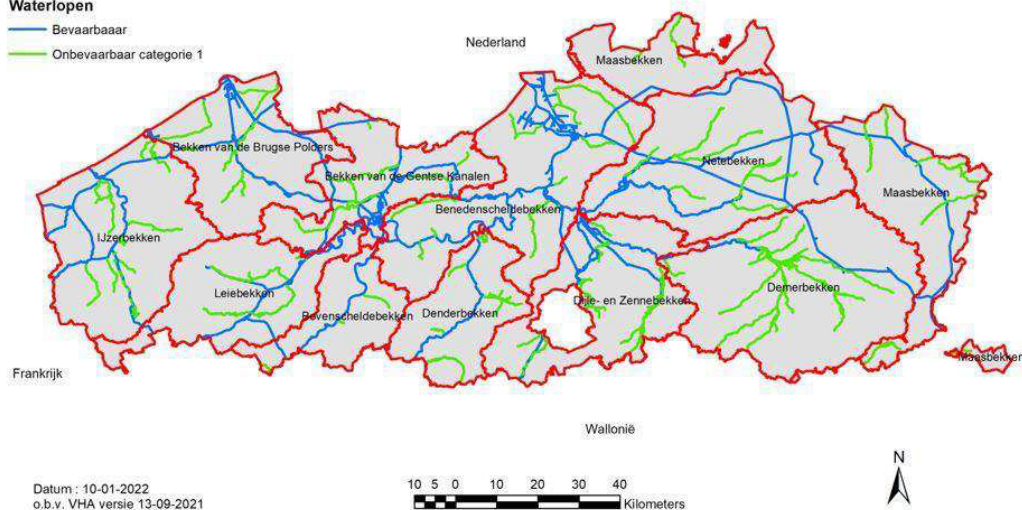 Waterlopen
Bevaarbaaar
Onbevaarbaar categorie 1
Nederland
Maasbekken
Bekken van de Brugse Polders
Netebekken
Bekken van de Gentse Kanalen
Maasbekken
Benedenscheldebekken
IJzerbekken
Demerbekken
Leiebekken
Dijle- en Zennebekken
Bovenscheldebekken
Denderbekken
Maasbekken
Frankrijk
Wallonië
N
Datum : 10-01-2022
o.b.v. VHA versie 13-09-2021
10 5 0 10 20 30 40
Kilometers